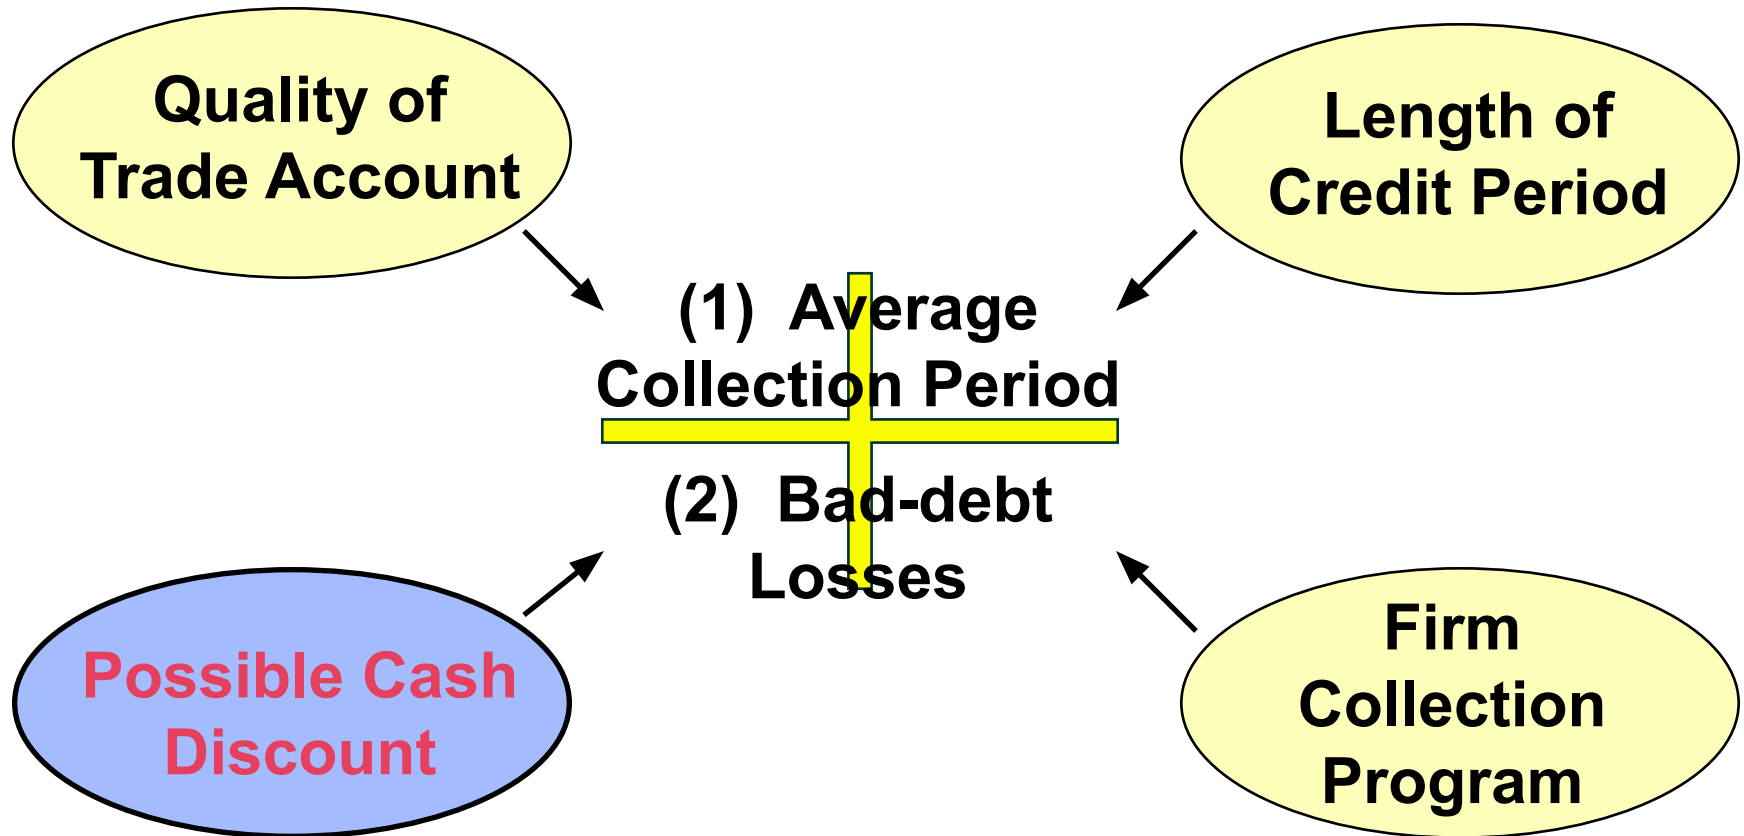 Quality of
Trade Account
Length of
Credit Period
(1) Average
Collection Period
(2) Bad-debt
Losses
Possible Cash
Discount
Firm
Collection
Program